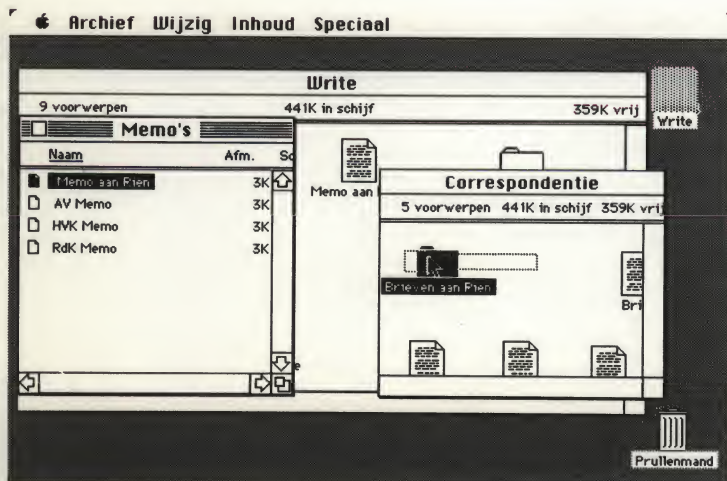 Archief Wijzig Inhoud Speciaal
Write
9 voorwerpen 441K in schijf 359K vrij
Write
Memo's
Naam Afm.
Memo aan Rien 3K
AV Memo 3K
HVK Memo 3K
RdK Memo 3K
Memo aan
Correspondentie
5 voorwerpen 441K in schijf 359K vrij
Brieven aan Rien
Bri
Prullenmand